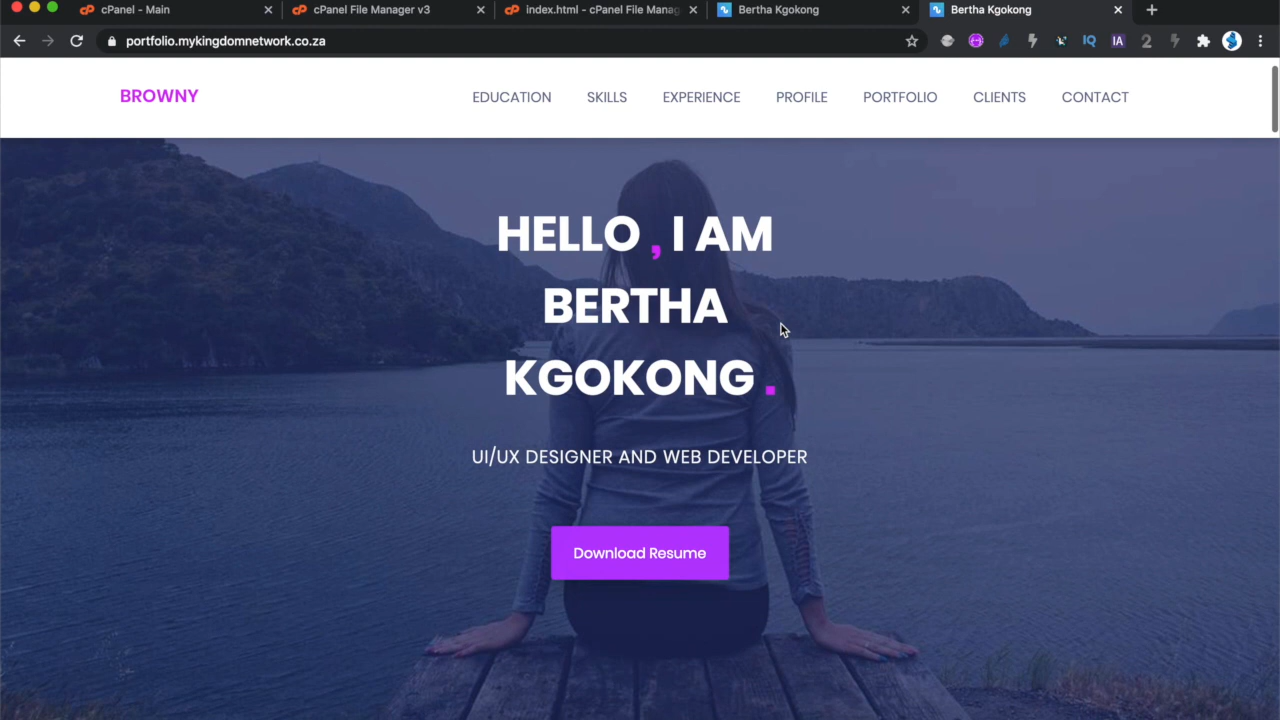 cPanel - Main
cPanel File Manager v3
index.html - cPanel File Manag
Bertha Kgokong
Bertha Kgokong
portfolio.mykingdomnetwork.co.za
IQ
IA
2
BROWNY
EDUCATION
SKILLS
EXPERIENCE
PROFILE
PORTFOLIO
CLIENTS
CONTACT
HELLO , I AM
BERTHA
KGOKONG .
UI/UX DESIGNER AND WEB DEVELOPER
Download Resume